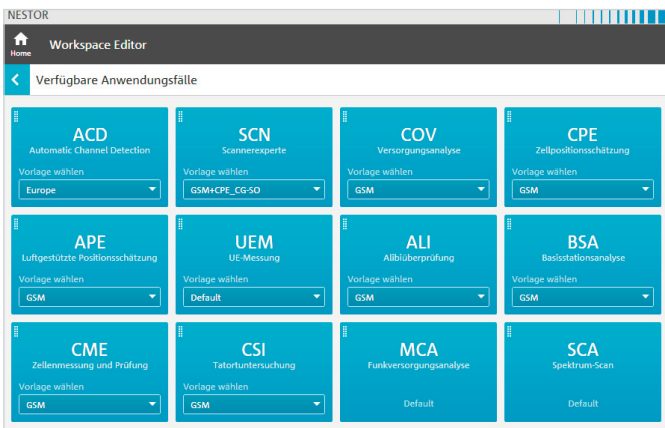 NESTOR
Home
Workspace Editor
Verfügbare Anwendungsfälle
ACD
Automatic Channel Detection
Vorlage wählen
Europe
SCN
Scannerexperte
Vorlage wählen
GSM+CPE_CG-SO
COV
Versorgungsanalyse
Vorlage wählen
GSM
CPE
Zellpositionsschätzung
Vorlage wählen
GSM
APE
Luftgestützte Positionsschätzung
Vorlage wählen
GSM
UEM
UE-Messung
Vorlage wählen
Default
ALI
Alibiüberprüfung
Vorlage wählen
GSM
BSA
Basisstationsanalyse
Vorlage wählen
GSM
CME
Zellenmessung und Prüfung
Vorlage wählen
GSM
CSI
Tatortuntersuchung
Vorlage wählen
GSM
MCA
Funkversorgungsanalyse
Default
SCA
Spektrum-Scan
Default